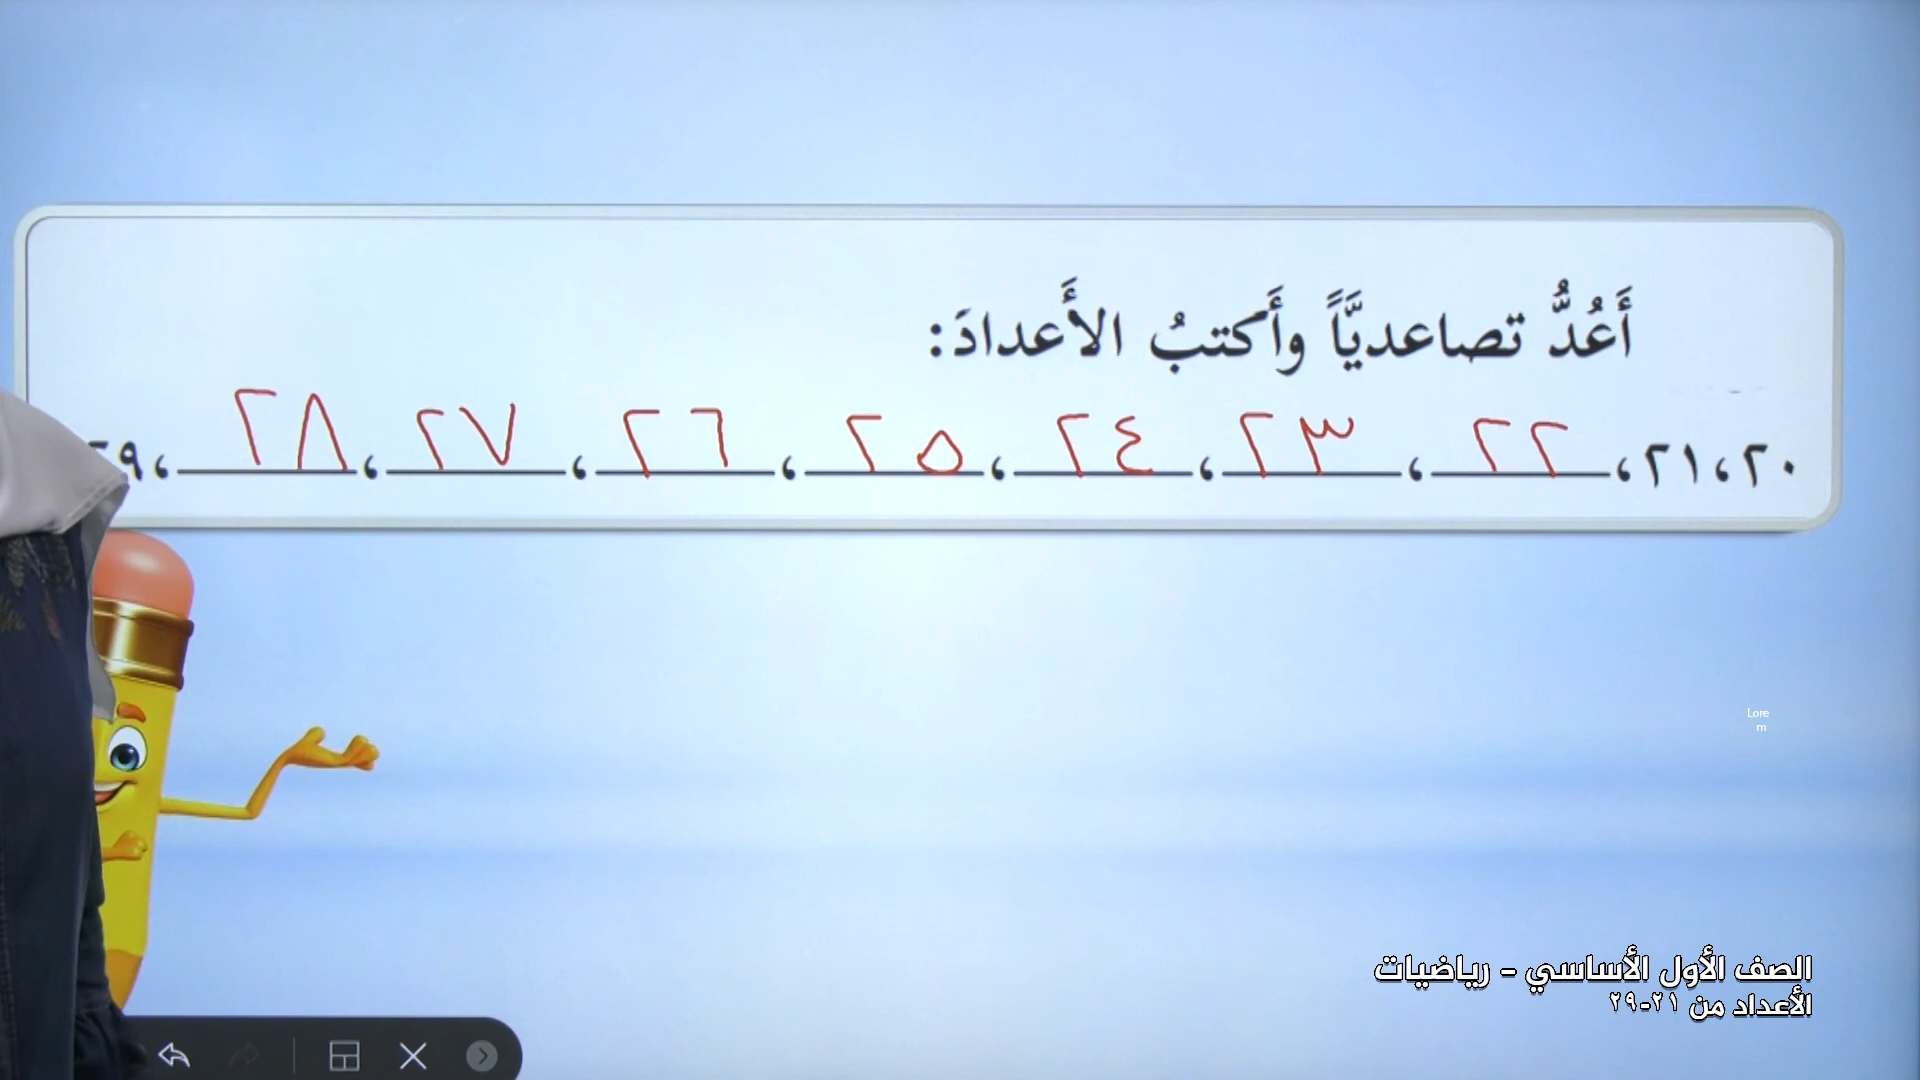 أَعُدُّ تصاعديَّاً وأَكتبُ الأَعدادَ:
٢٠، ٢١، ٢٢، ٢٣، ٢٤، ٢٥، ٢٦، ٢٧، ٢٨، ٢٩
Lore
m
الصف الأول الأساسي - رياضيات
الأعداد من ٢١-٢٩